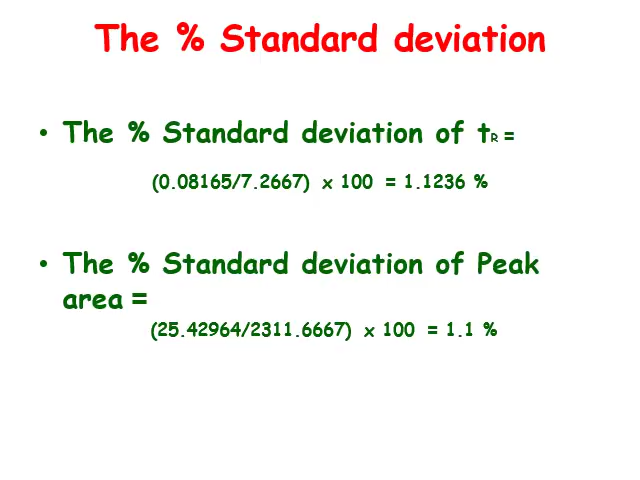 The % Standard deviation
• The % Standard deviation of tR =
(0.08165/7.2667) x 100 = 1.1236 %
• The % Standard deviation of Peak
area =
(25.42964/2311.6667) x 100 = 1.1 %